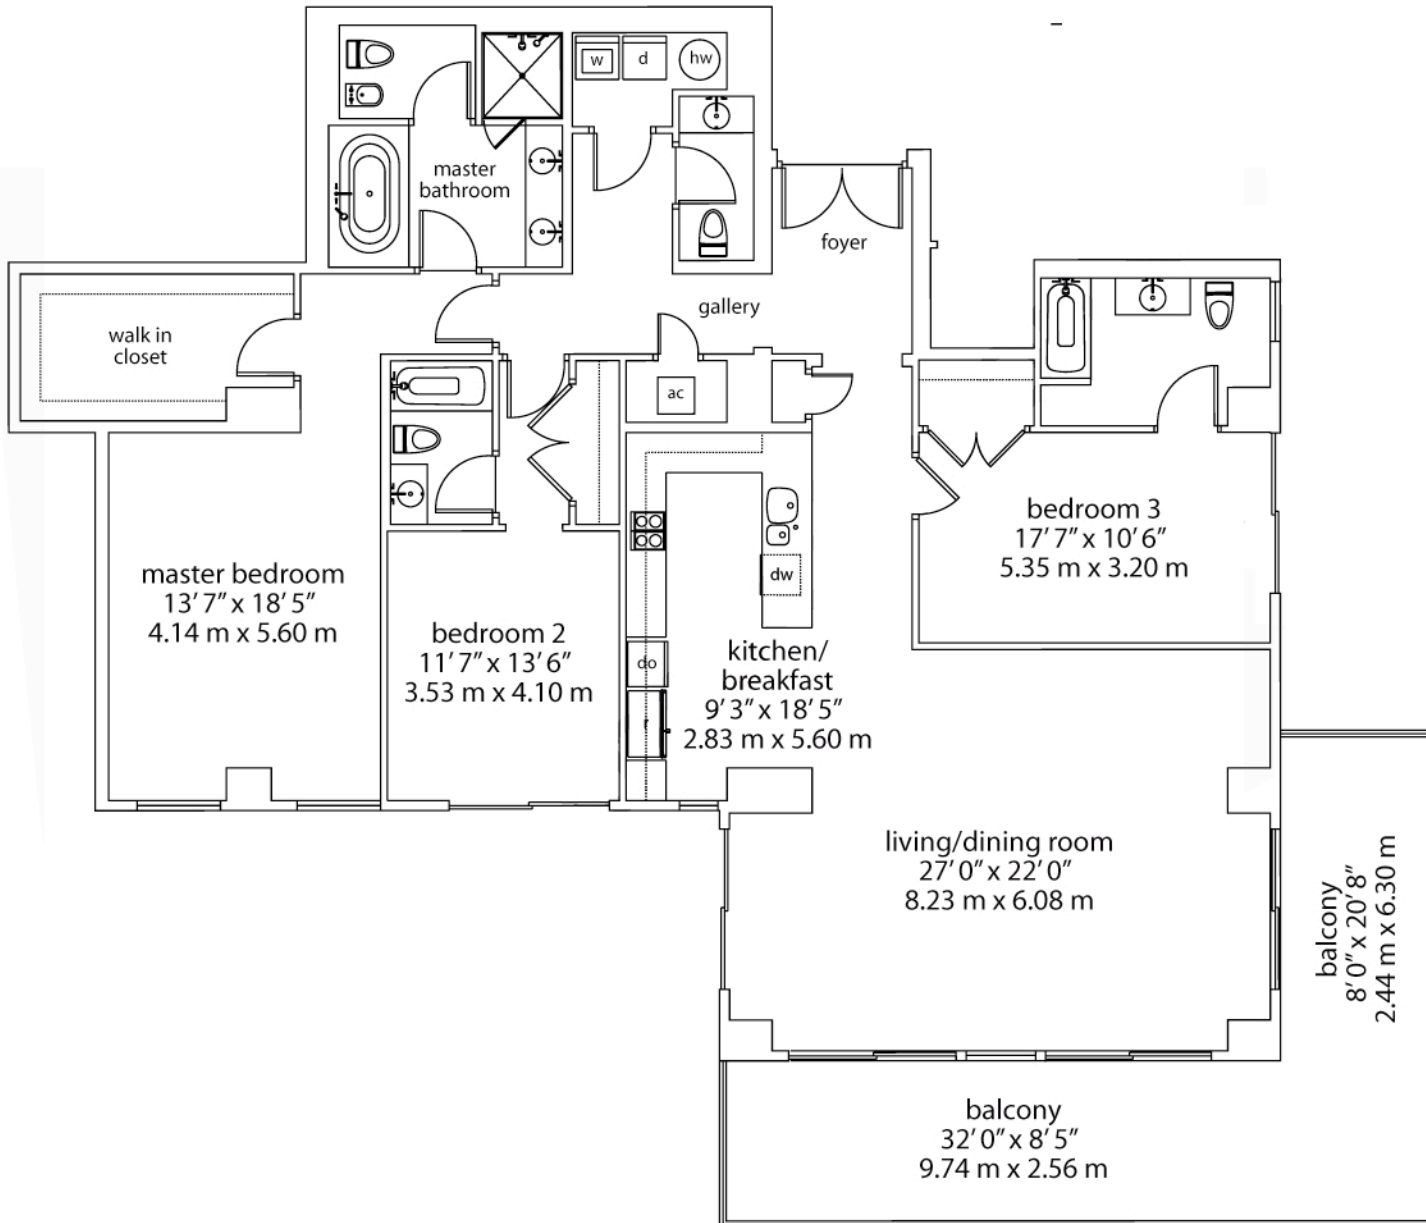 w
d
hw
master
bathroom
foyer
gallery
walk in
closet
ac
bedroom 3
17'7" x 10'6"
5.35 m x 3.20 m
master bedroom
13'7" x 18'5"
4.14 m x 5.60 m
dw
bedroom 2
11'7" x 13'6"
3.53 m x 4.10 m
do
kitchen/
breakfast
9'3" x 18'5"
2.83 m x 5.60 m
r
living/dining room
27'0" x 22'0"
8.23 m x 6.08 m
balcony
8'0" x 20'8"
2.44 m x 6.30 m
balcony
32'0" x 8'5"
9.74 m x 2.56 m